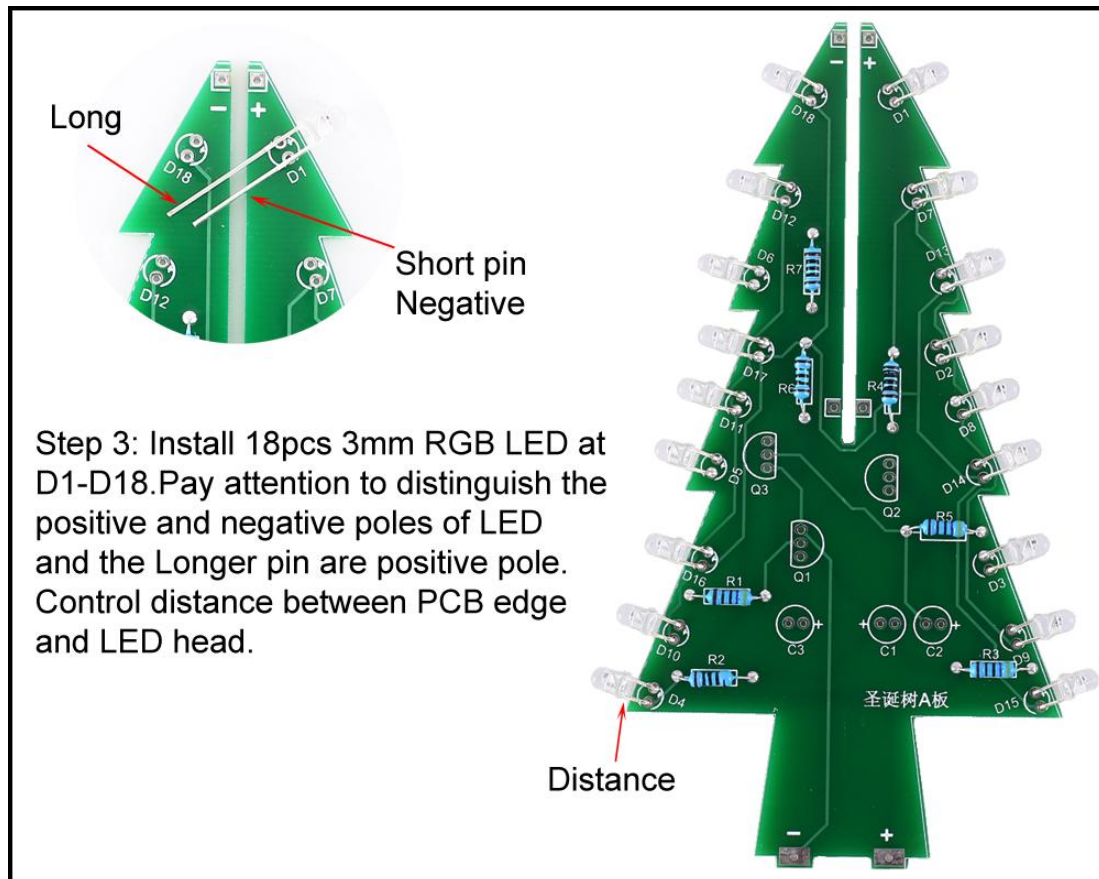 Long
Short pin
Negative
Step 3: Install 18pcs 3mm RGB LED at
D1-D18.Pay attention to distinguish the
positive and negative poles of LED
and the Longer pin are positive pole.
Control distance between PCB edge
and LED head.
Distance
- +
D18 D1
D12 D7
- +
D18 D1
D12 D7
D6 D13
R7
D17 D2
R6 R4
D11 D8
D5 D14
Q3 Q2
R5
Q1
D16 D3
R1
+ + +
C3 C1 C2
D10 D9
R2 R3
D4 D15
圣诞树A板
- +